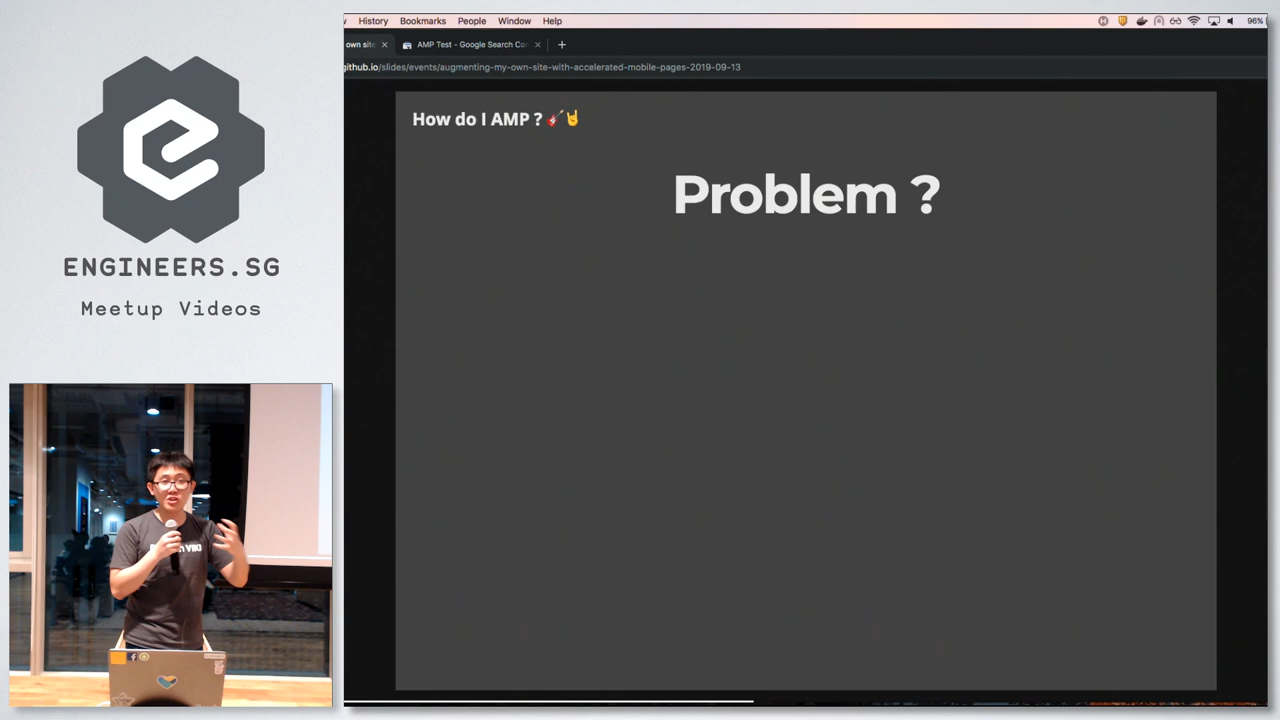 History Bookmarks People Window Help 96%
own site AMP Test - Google Search Co
github.io/slides/events/augmenting-my-own-site-with-accelerated-mobile-pages-2019-09-13
How do I AMP ? 🎸🤘
Problem ?
ENGINEERS.SG
Meetup Videos